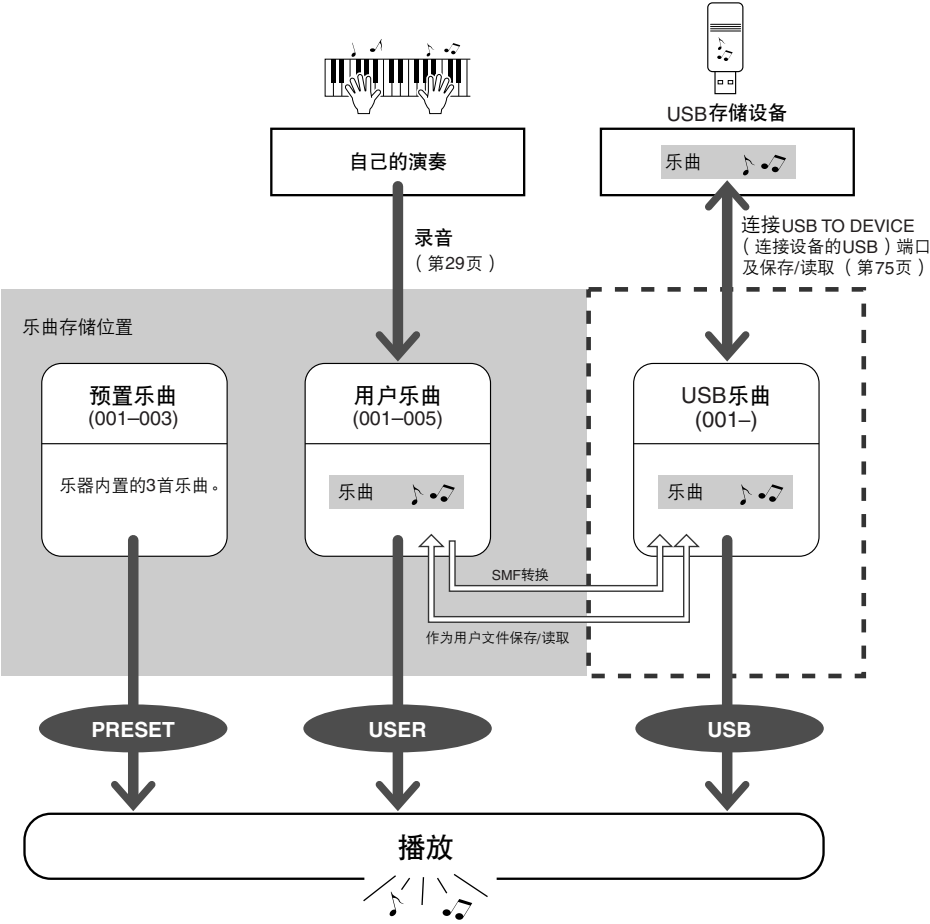 USB存储设备
自己的演奏
乐曲
录音
（第29页）
连接USB TO DEVICE
（连接设备的USB）端口
及保存/读取（第75页）
乐曲存储位置
预置乐曲
(001–003)
乐器内置的3首乐曲。
用户乐曲
(001–005)
乐曲
USB乐曲
(001–)
乐曲
SMF转换
作为用户文件保存/读取
PRESET
USER
USB
播放